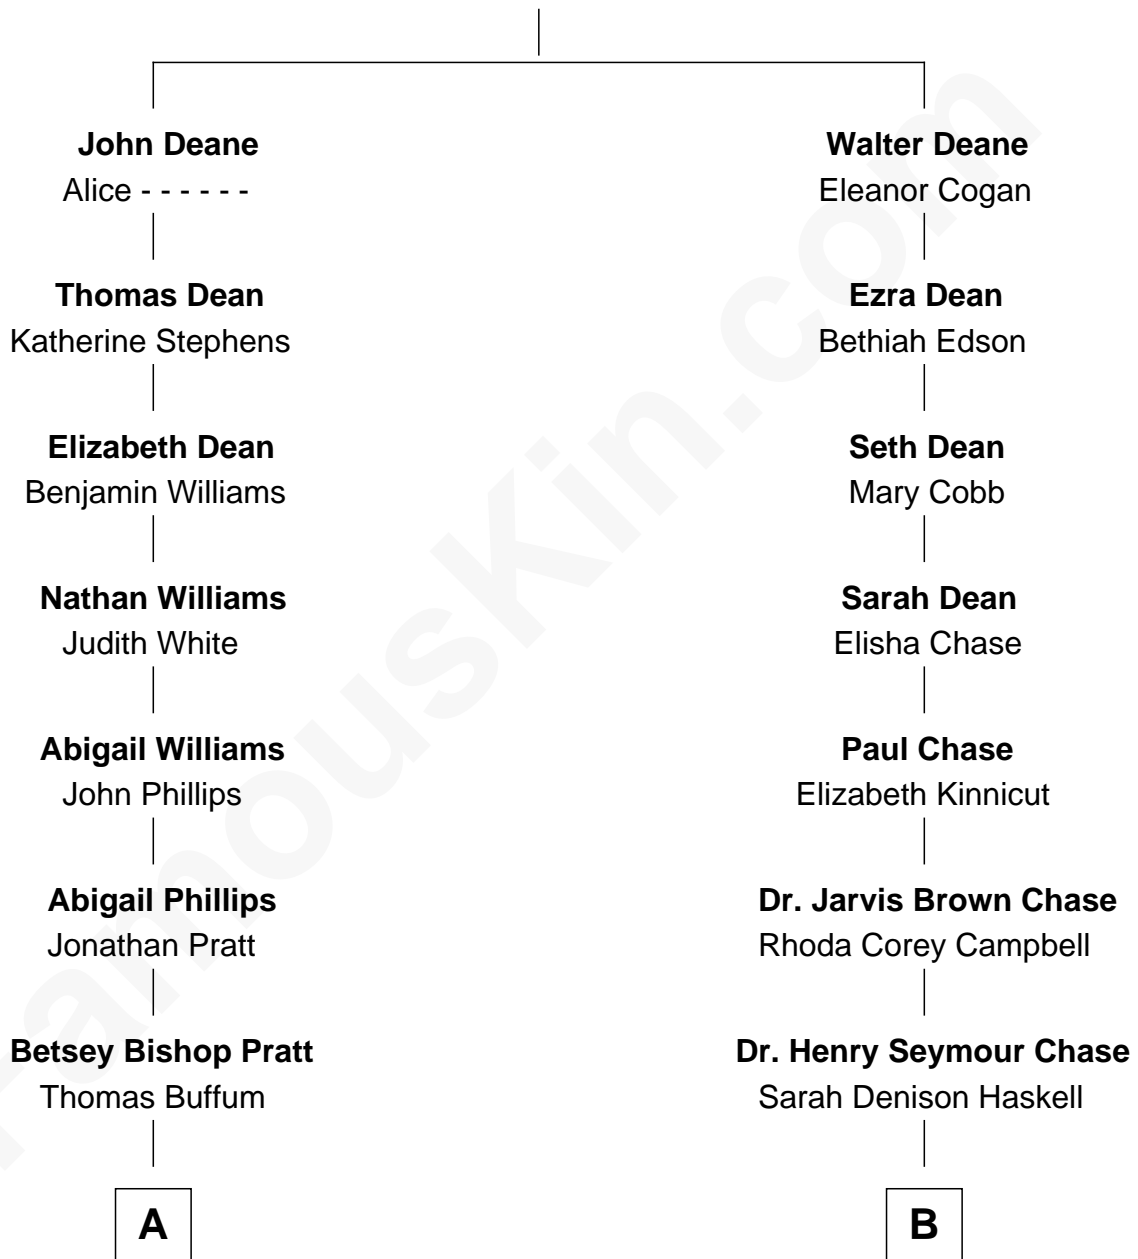 John Deane
Alice - - - - - -
Thomas Dean
Katherine Stephens
Elizabeth Dean
Benjamin Williams
Nathan Williams
Judith White
Abigail Williams
John Phillips
Abigail Phillips
Jonathan Pratt
Betsey Bishop Pratt
Thomas Buffum
A
Walter Deane
Eleanor Cogan
Ezra Dean
Bethiah Edson
Seth Dean
Mary Cobb
Sarah Dean
Elisha Chase
Paul Chase
Elizabeth Kinnicut
Dr. Jarvis Brown Chase
Rhoda Corey Campbell
Dr. Henry Seymour Chase
Sarah Denison Haskell
B
FamousKin.com